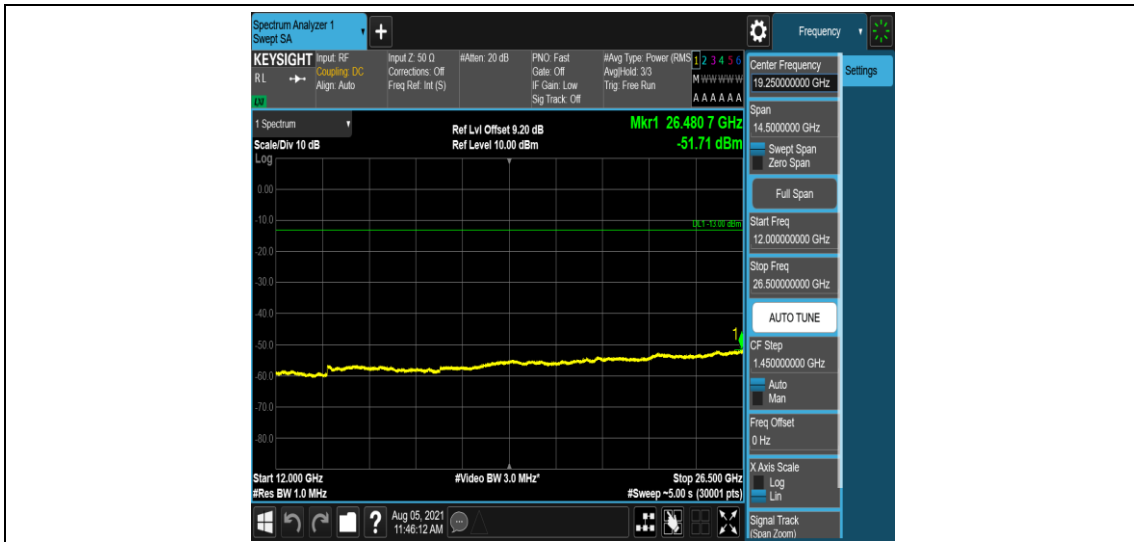 Spectrum Analyzer 1
Swept SA
+
Frequency
KEYSIGHT
RL
LM
Input: RF
Coupling: DC
Align: Auto
Input Z: 50 Ω
Corrections: Off
Freq Ref: Int (S)
#Atten: 20 dB
PNO: Fast
Gate: Off
IF Gain: Low
Sig Track: Off
#Avg Type: Power (RMS
Avg|Hold: 3/3
Trig: Free Run
1 2 3 4 5 6
M W W W W W
A A A A A A
1 Spectrum
Scale/Div 10 dB
Log
Ref Lvl Offset 9.20 dB
Ref Level 10.00 dBm
Mkr1 26.480 7 GHz
-51.71 dBm
0.00
-10.0
DL1 -13.00 dBm
-20.0
-30.0
-40.0
1
-50.0
-60.0
-70.0
-80.0
Start 12.000 GHz
#Res BW 1.0 MHz
#Video BW 3.0 MHz*
Stop 26.500 GHz
#Sweep ~5.00 s (30001 pts)
?
Aug 05, 2021
11:46:12 AM
Center Frequency
19.250000000 GHz
Settings
Span
14.5000000 GHz
Swept Span
Zero Span
Full Span
Start Freq
12.000000000 GHz
Stop Freq
26.500000000 GHz
AUTO TUNE
CF Step
1.450000000 GHz
Auto
Man
Freq Offset
0 Hz
X Axis Scale
Log
Lin
Signal Track
(Span Zoom)